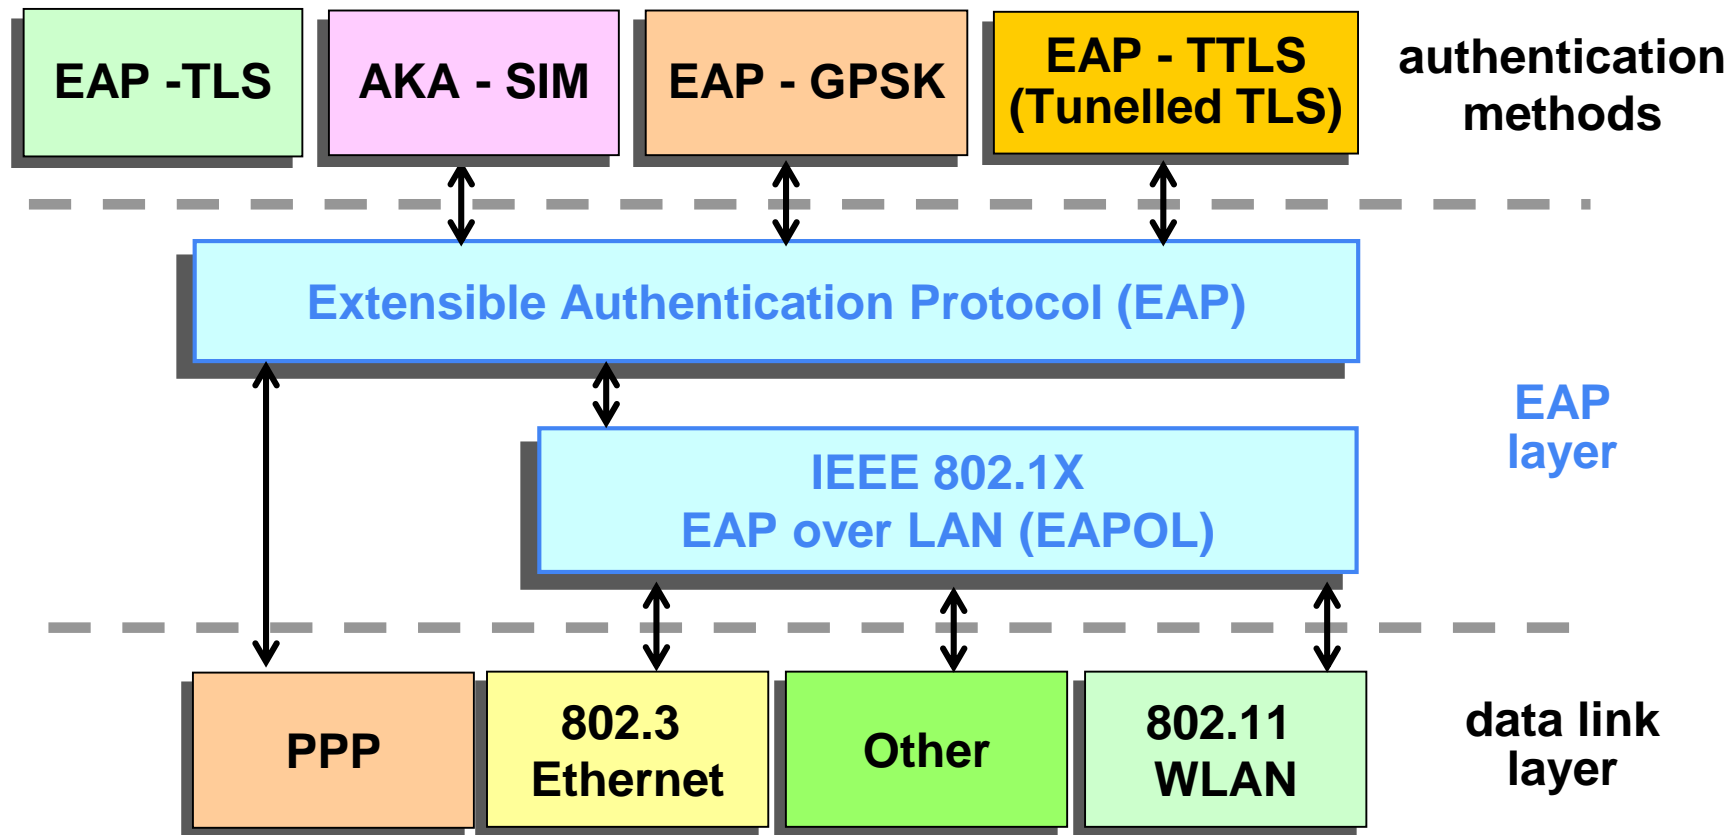 EAP -TLS
AKA - SIM
EAP - GPSK
EAP - TTLS
(Tunelled TLS)
authentication
methods
Extensible Authentication Protocol (EAP)
EAP
layer
IEEE 802.1X
EAP over LAN (EAPOL)
PPP
802.3
Ethernet
Other
802.11
WLAN
data link
layer